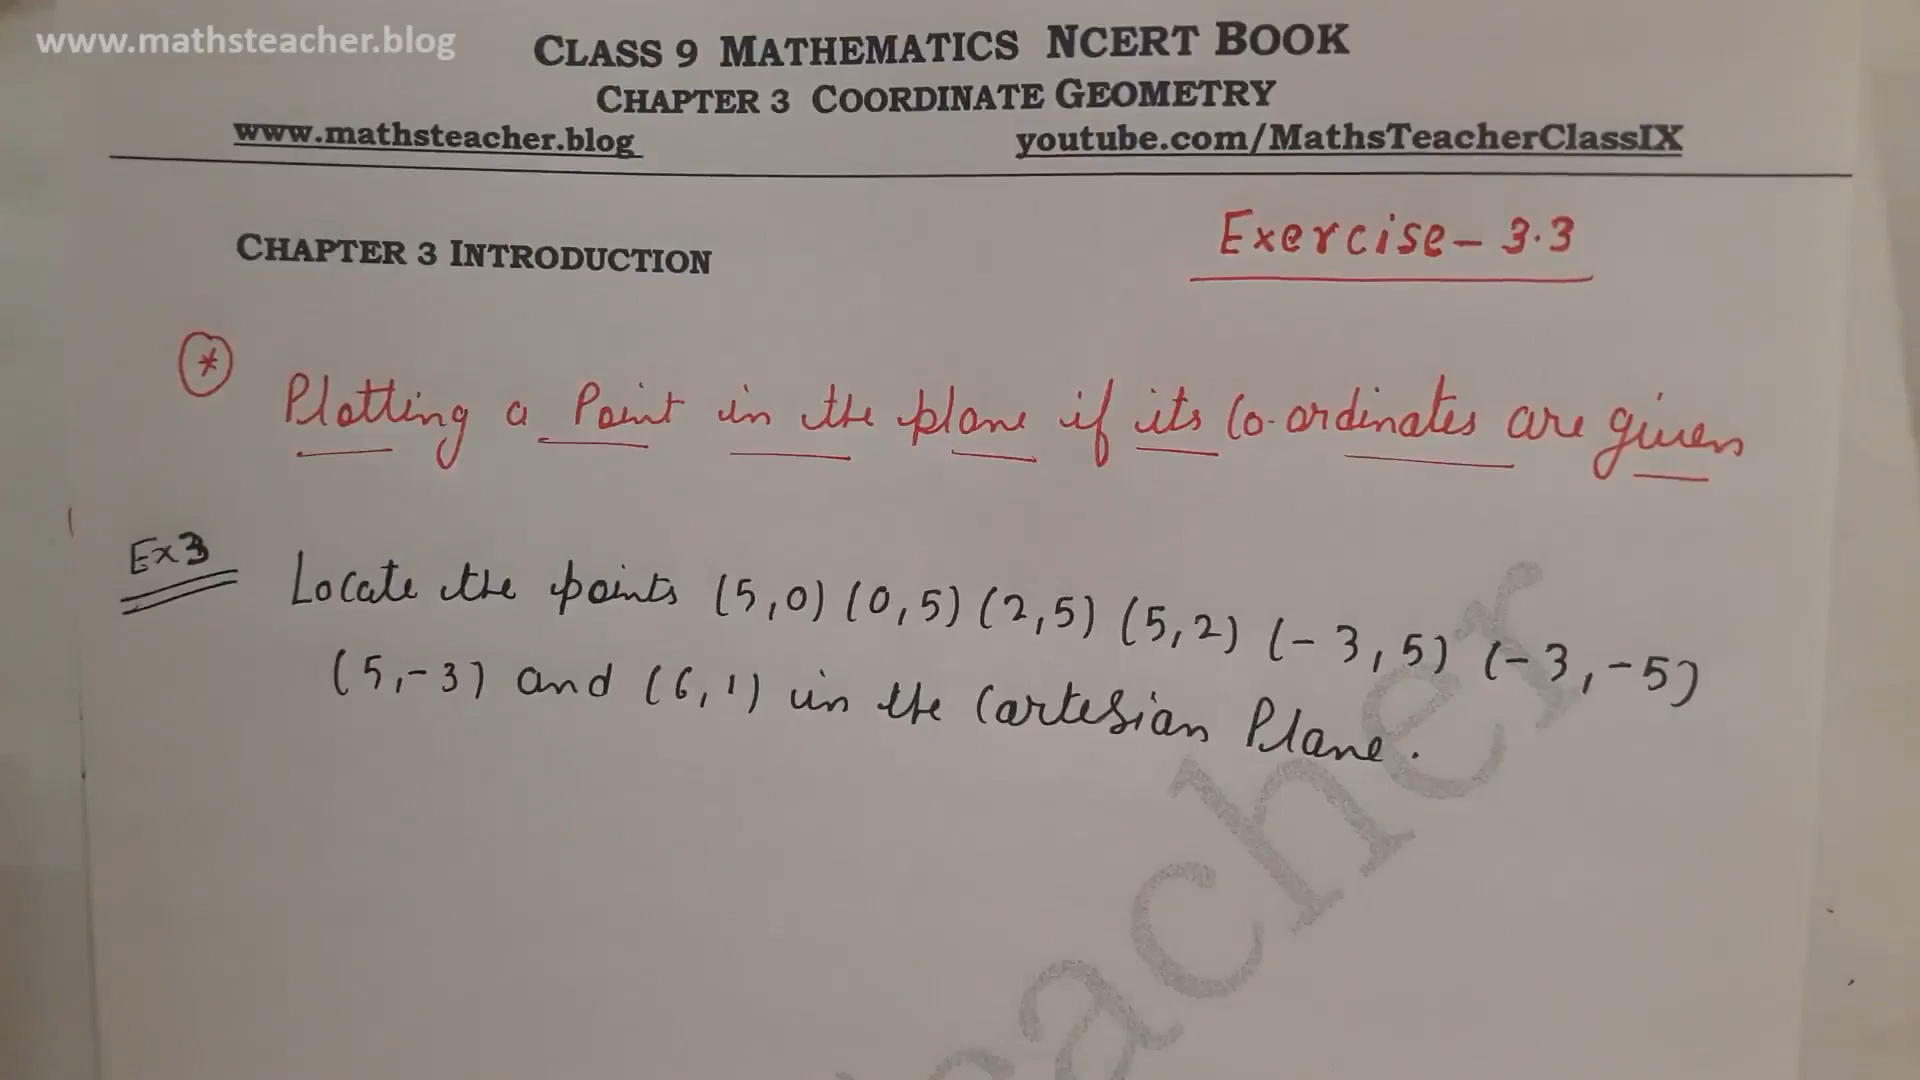 www.mathsteacher.blog
CLASS 9 MATHEMATICS NCERT BOOK
CHAPTER 3 COORDINATE GEOMETRY
www.mathsteacher.blog youtube.com/MathsTeacherClassIX
CHAPTER 3 INTRODUCTION
Exercise - 3.3
* Plotting a Point in the plane if its Co-ordinates are given
Ex3 Locate the points (5,0) (0,5) (2,5) (5,2) (-3,5) (-3,-5)
(5,-3) and (6,1) in the Cartesian Plane.
eacher